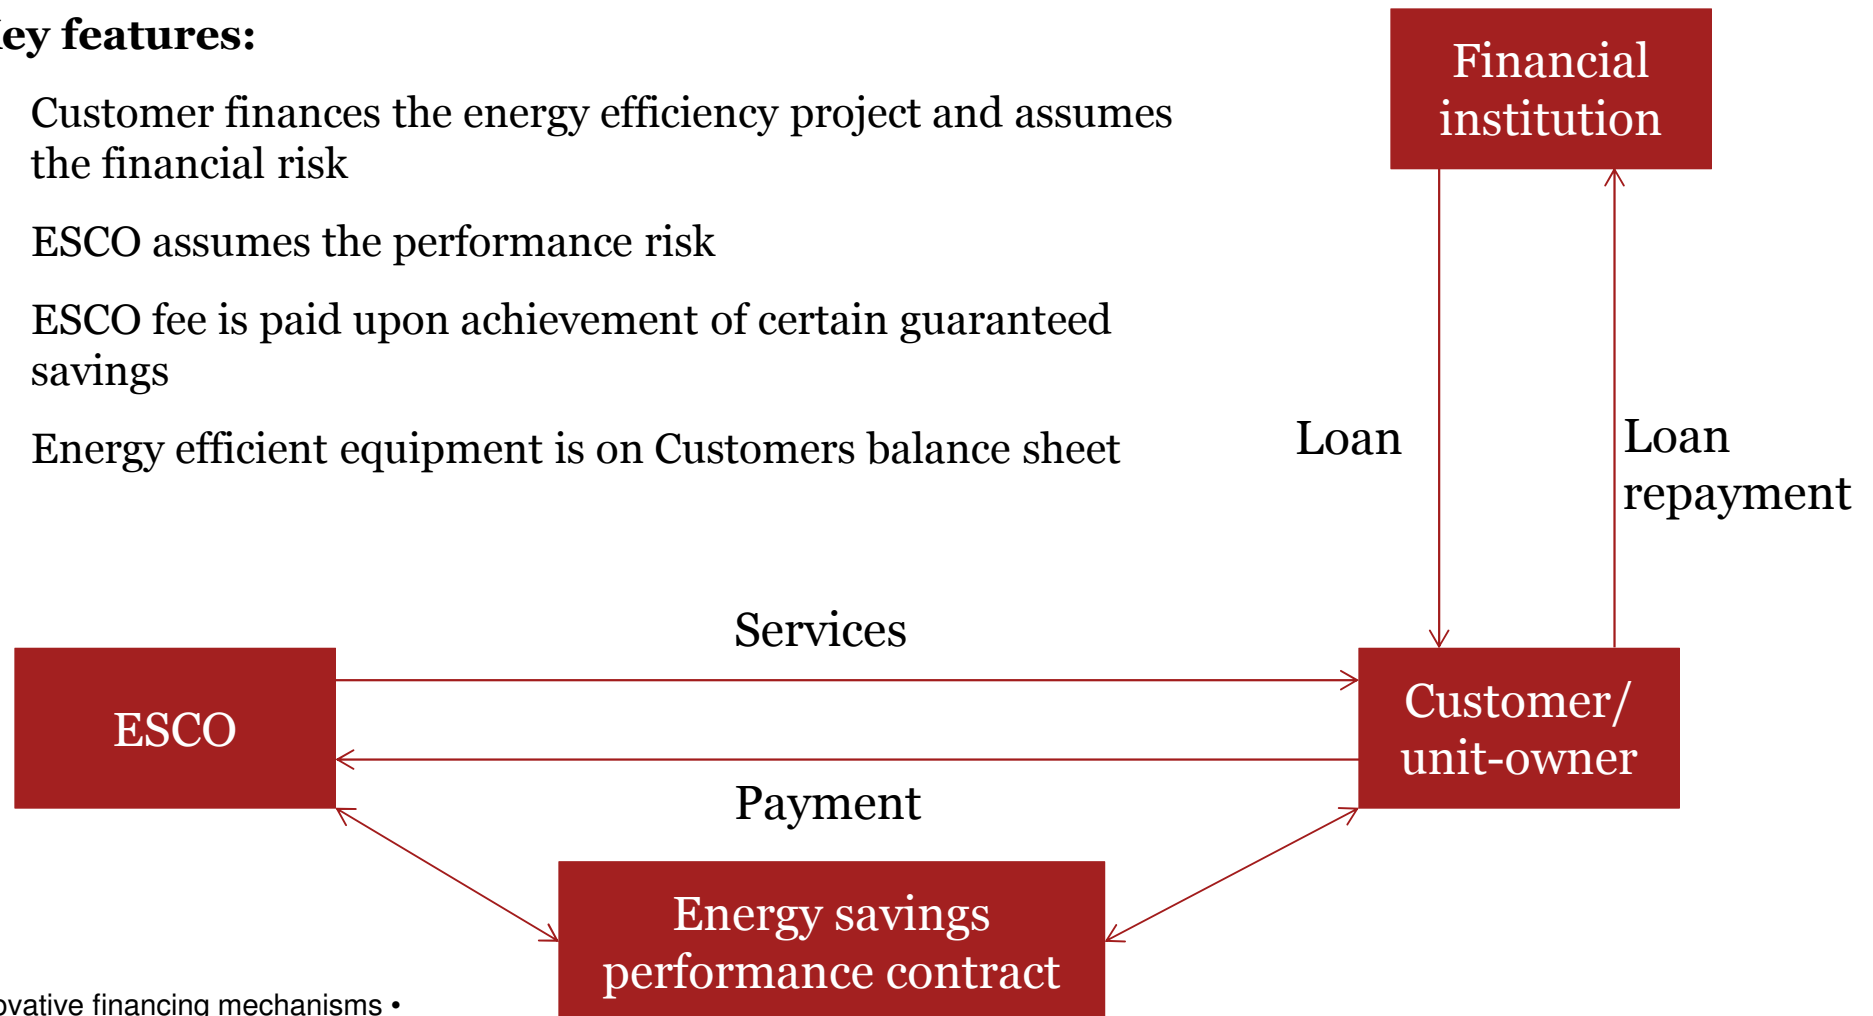 features:
Customer finances the energy efficiency project and assumes
the financial risk
ESCO assumes the performance risk
ESCO fee is paid upon achievement of certain guaranteed
savings
Energy efficient equipment is on Customers balance sheet
Financial
institution
Loan
Loan
repayment
Services
ESCO
Customer/
unit-owner
Payment
Energy savings
performance contract
financing mechanisms •